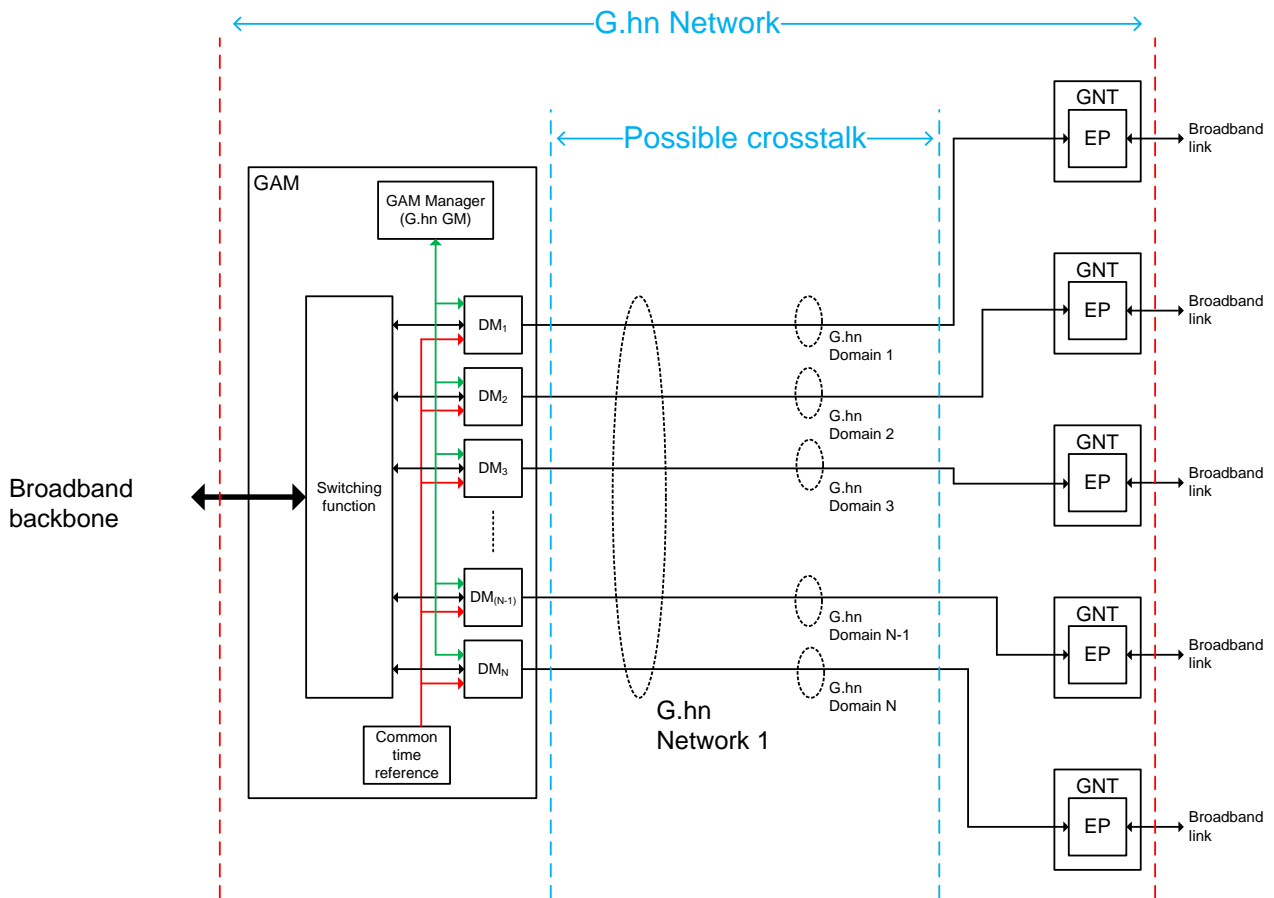 G.hn Network
Possible crosstalk
GAM
GAM Manager
(G.hn GM)
Switching
function
DM₁
DM₂
DM₃
DM₍N-1₎
DM_N
Common
time
reference
Broadband
backbone
G.hn
Domain 1
G.hn
Domain 2
G.hn
Domain 3
G.hn
Domain N-1
G.hn
Domain N
G.hn
Network 1
GNT
EP
Broadband
link
GNT
EP
Broadband
link
GNT
EP
Broadband
link
GNT
EP
Broadband
link
GNT
EP
Broadband
link